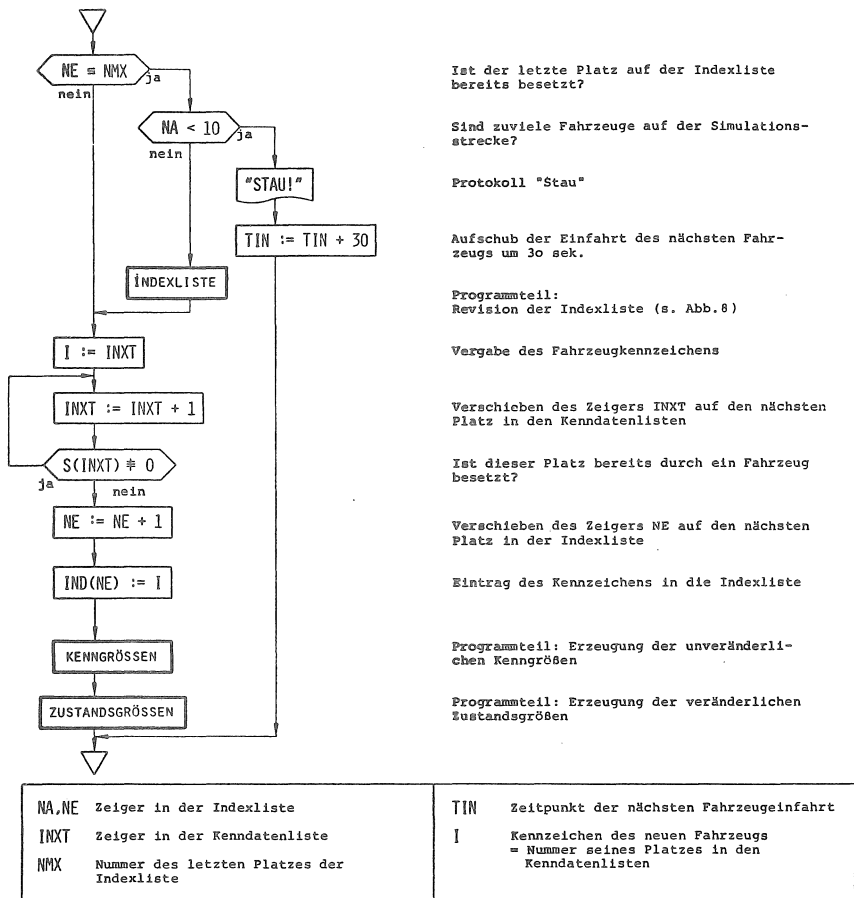 NE = NMX
ja
nein
Ist der letzte Platz auf der Indexliste
bereits besetzt?
NA < 10
ja
nein
Sind zuviele Fahrzeuge auf der Simulations-
strecke?
"STAU!"
Protokoll "Stau"
TIN := TIN + 30
Aufschub der Einfahrt des nächsten Fahr-
zeugs um 3o sek.
INDEXLISTE
Programmteil:
Revision der Indexliste (s. Abb.8)
I := INXT
Vergabe des Fahrzeugkennzeichens
INXT := INXT + 1
Verschieben des Zeigers INXT auf den nächsten
Platz in den Kenndatenlisten
S(INXT) ≠ 0
ja
nein
Ist dieser Platz bereits durch ein Fahrzeug
besetzt?
NE := NE + 1
Verschieben des Zeigers NE auf den nächsten
Platz in der Indexliste
IND(NE) := I
Eintrag des Kennzeichens in die Indexliste
KENNGRÖSSEN
Programmteil: Erzeugung der unveränderli-
chen Kenngrößen
ZUSTANDSGRÖSSEN
Programmteil: Erzeugung der veränderlichen
Zustandsgrößen
NA,NE Zeiger in der Indexliste
INXT Zeiger in der Kenndatenliste
NMX Nummer des letzten Platzes der
Indexliste
TIN Zeitpunkt der nächsten Fahrzeugeinfahrt
I Kennzeichen des neuen Fahrzeugs
= Nummer seines Platzes in den
Kenndatenlisten